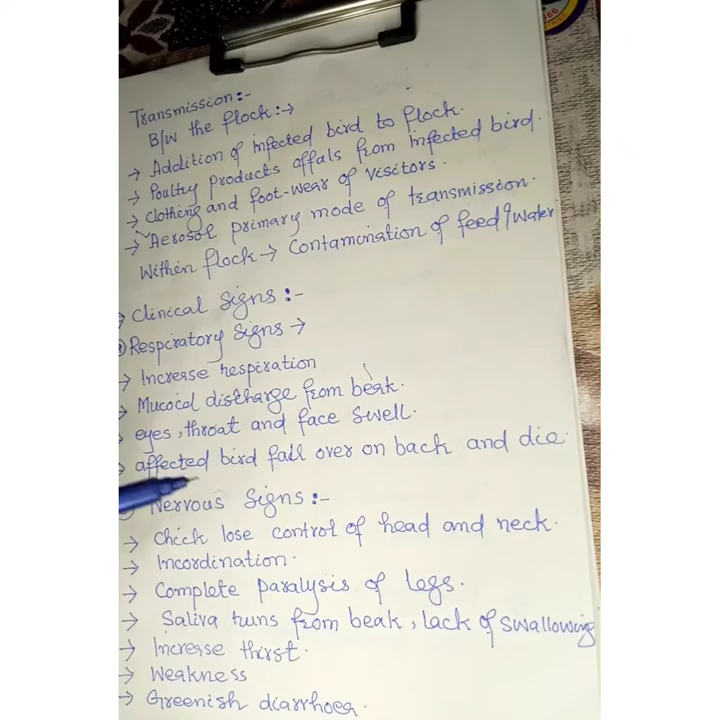 Transmission:-
B/w the flock:→
→ Addition of infected bird to flock.
→ Poultry products offals from Infected bird.
→ Clothing and foot-wear of visitors.
→ Aerosol primary mode of transmission.
Within flock → Contamination of feed & water
→ Clinical Signs:-
Respiratory Signs →
→ Increase respiration
→ Mucoid discharge from beak.
→ eyes, throat and face swell.
→ affected bird fall over on back and die.
Nervous Signs:-
→ Chick lose control of head and neck.
→ Incordination.
→ Complete paralysis of legs.
→ Saliva runs from beak, lack of swallowing
→ Increase thirst.
→ Weakness
→ Greenish diarrhoea.